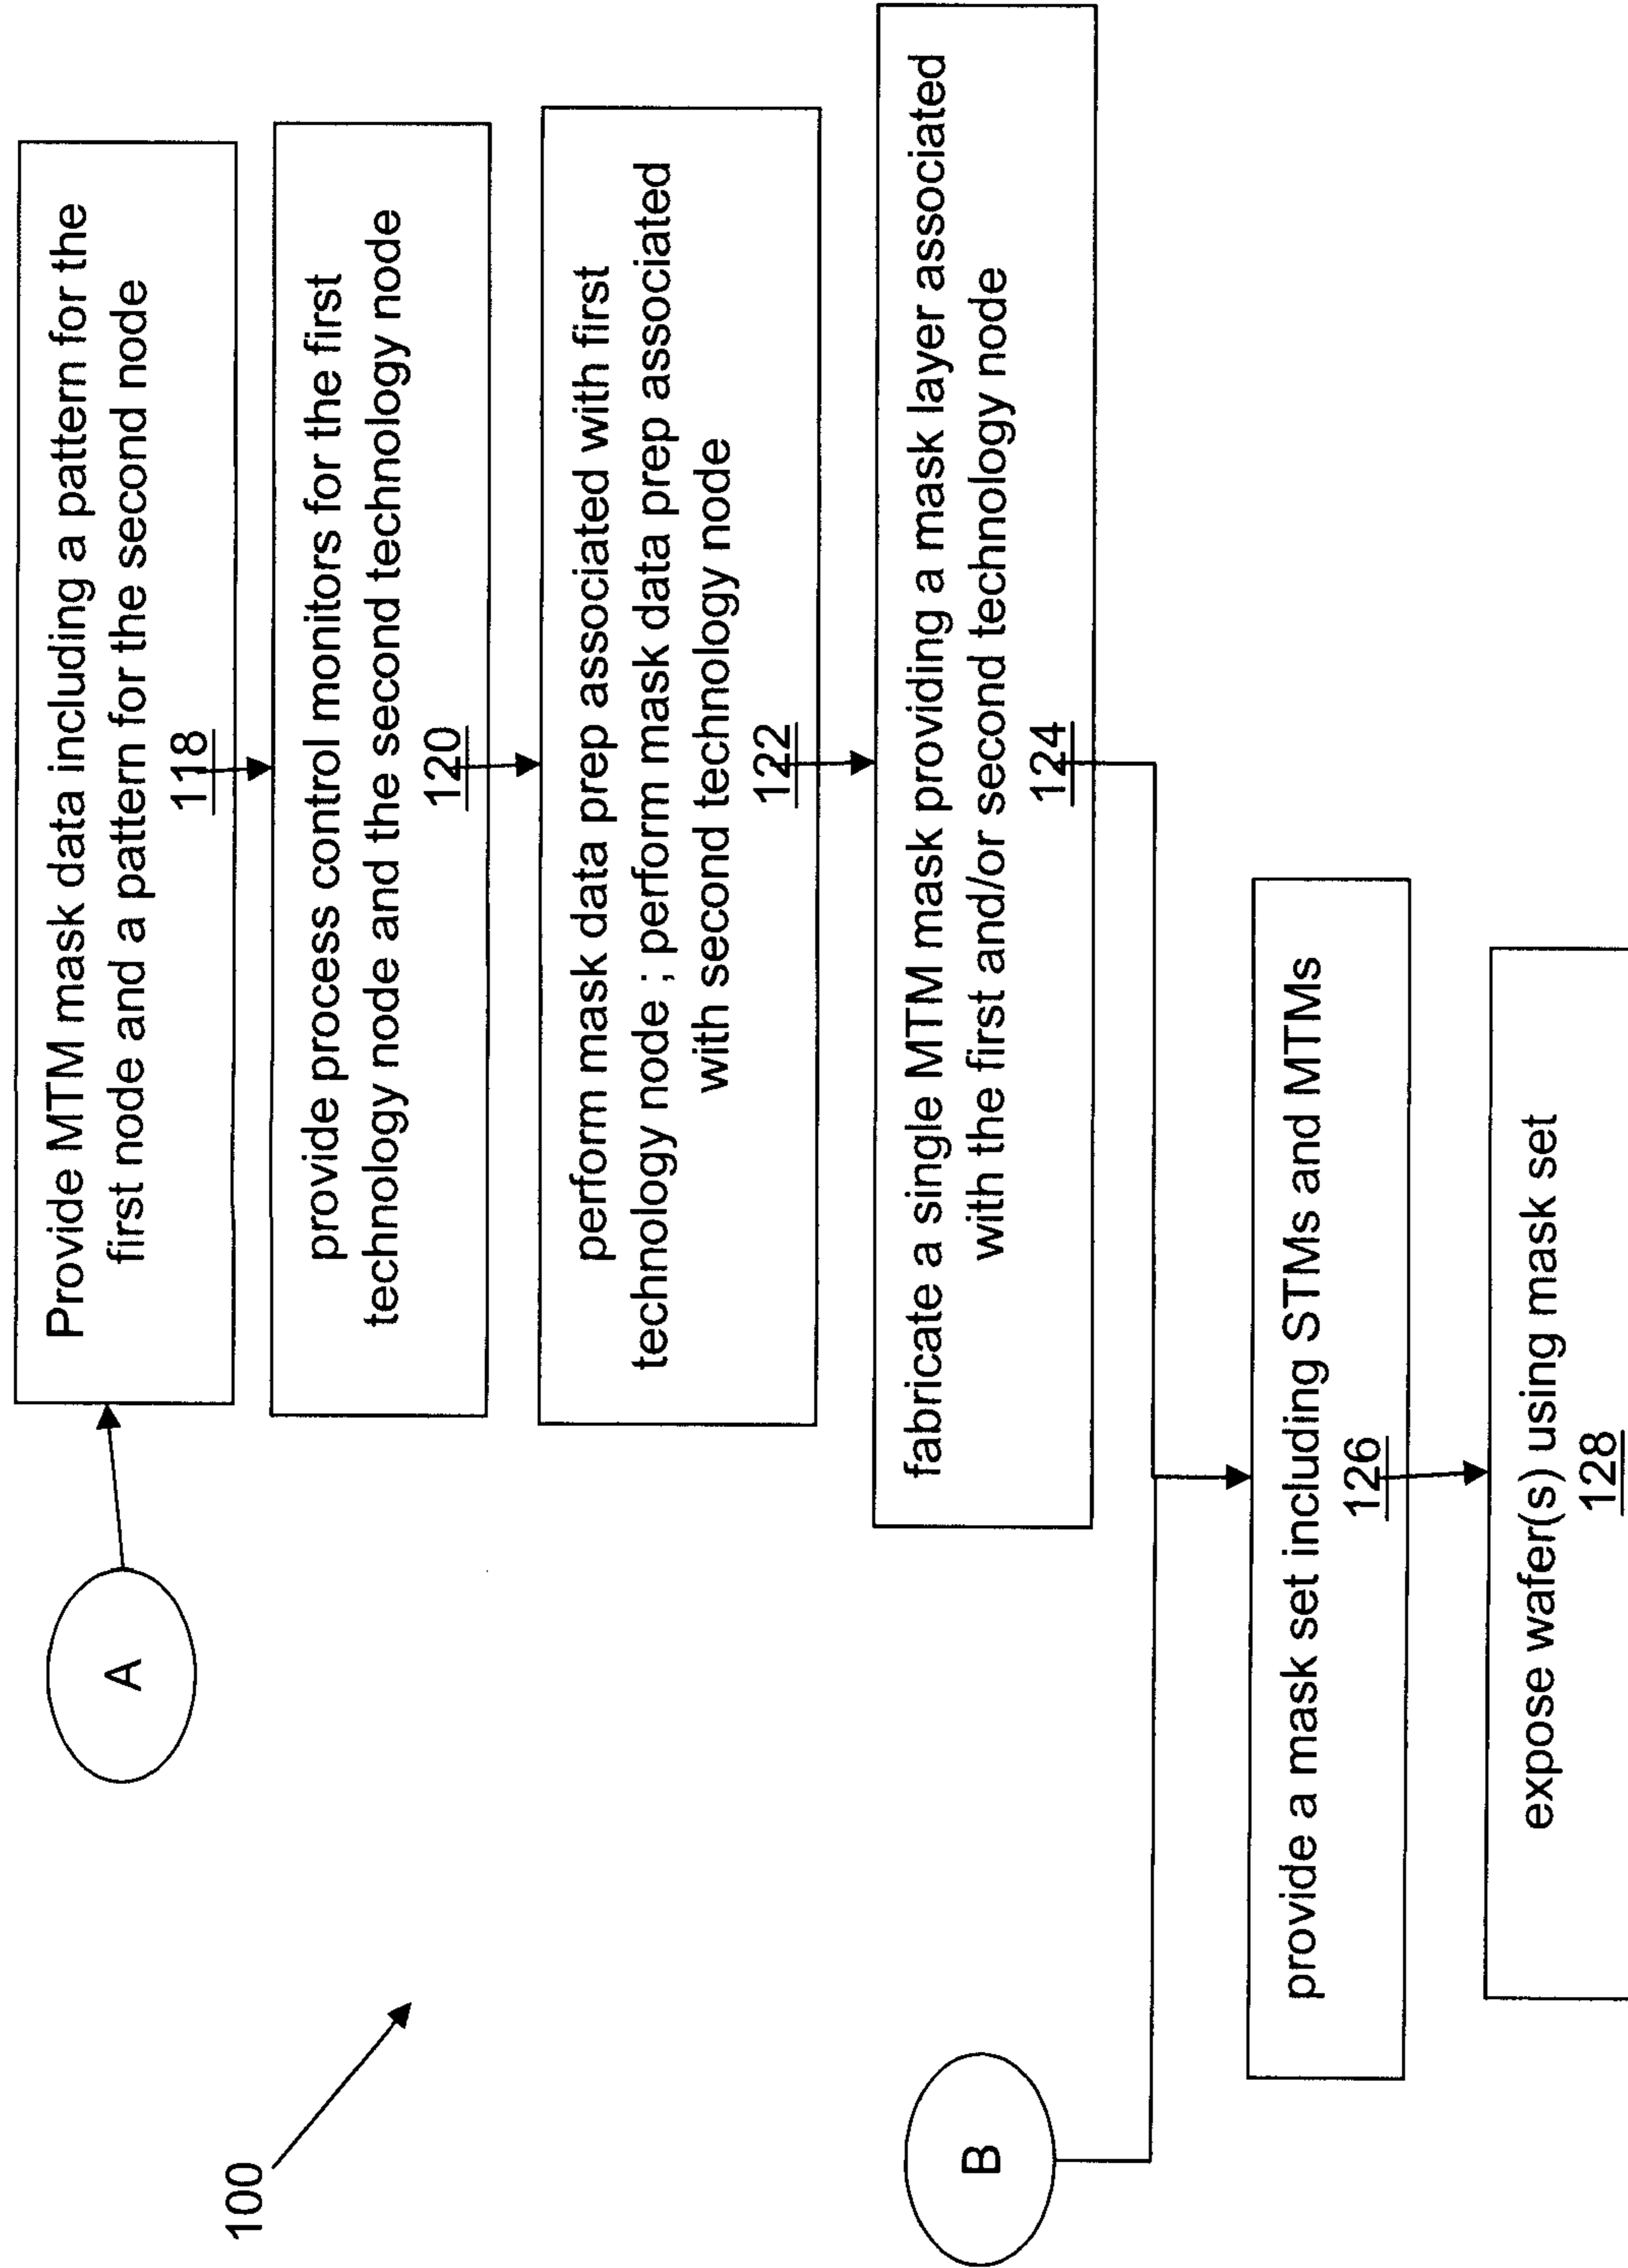 100
A
Provide MTM mask data including a pattern for the
first node and a pattern for the second node
118
provide process control monitors for the first
technology node and the second technology node
120
perform mask data prep associated with first
technology node ; perform mask data prep associated
with second technology node
122
fabricate a single MTM mask providing a mask layer associated
with the first and/or second technology node
124
B
provide a mask set including STMs and MTMs
126
expose wafer(s) using mask set
128